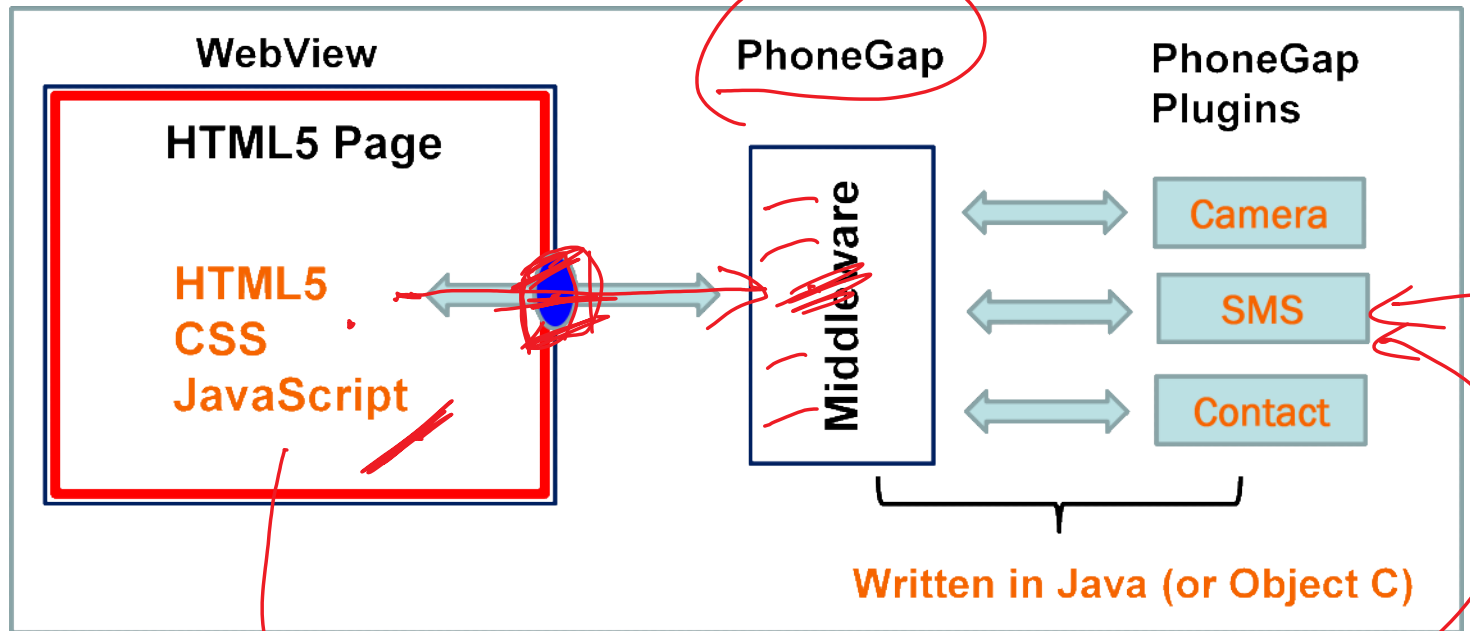 WebView
HTML5 Page
HTML5
CSS
JavaScript
PhoneGap
Middleware
PhoneGap
Plugins
Camera
SMS
Contact
Written in Java (or Object C)